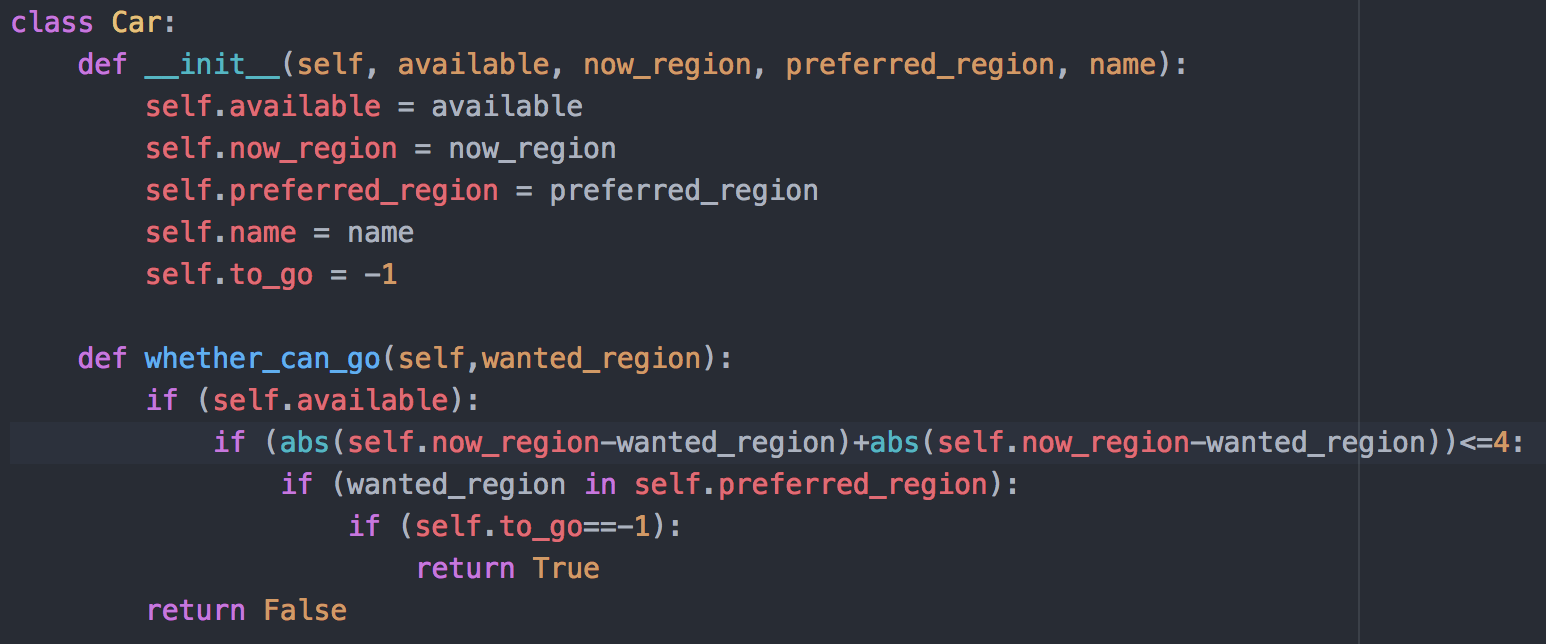 class Car:
    def __init__(self, available, now_region, preferred_region, name):
        self.available = available
        self.now_region = now_region
        self.preferred_region = preferred_region
        self.name = name
        self.to_go = -1

    def whether_can_go(self,wanted_region):
        if (self.available):
            if (abs(self.now_region-wanted_region)+abs(self.now_region-wanted_region))<=4:
                if (wanted_region in self.preferred_region):
                    if (self.to_go==-1):
                        return True
        return False